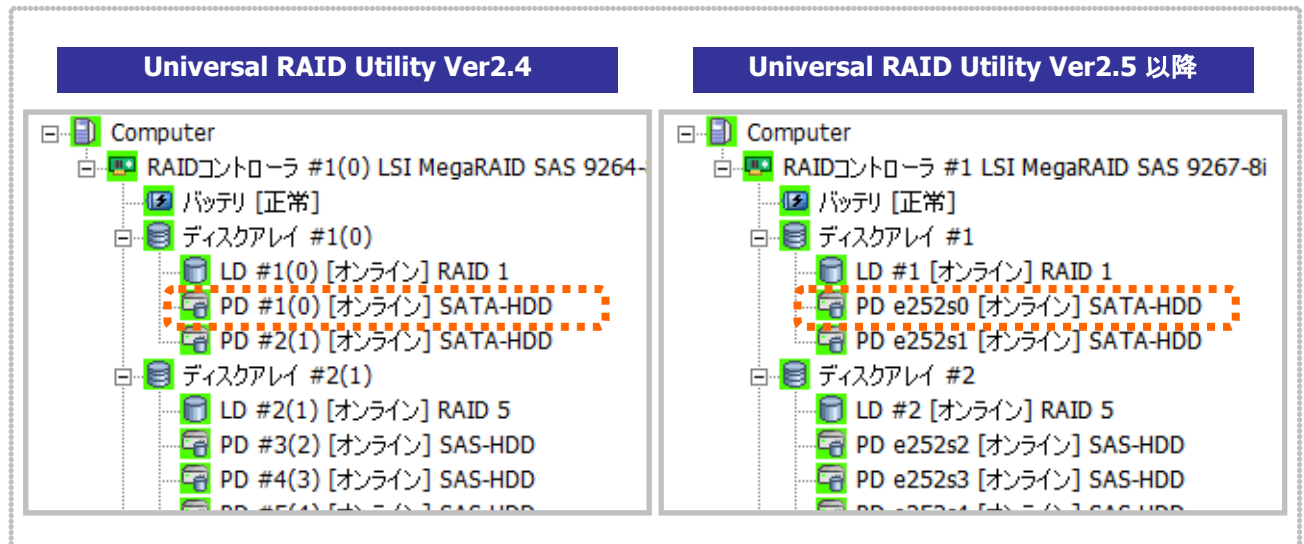 Universal RAID Utility Ver2.4
Computer
RAIDコントローラ #1(0) LSI MegaRAID SAS 9264-
バッテリ [正常]
ディスクアレイ #1(0)
LD #1(0) [オンライン] RAID 1
PD #1(0) [オンライン] SATA-HDD
PD #2(1) [オンライン] SATA-HDD
ディスクアレイ #2(1)
LD #2(1) [オンライン] RAID 5
PD #3(2) [オンライン] SAS-HDD
PD #4(3) [オンライン] SAS-HDD
Universal RAID Utility Ver2.5 以降
Computer
RAIDコントローラ #1 LSI MegaRAID SAS 9267-8i
バッテリ [正常]
ディスクアレイ #1
LD #1 [オンライン] RAID 1
PD e252s0 [オンライン] SATA-HDD
PD e252s1 [オンライン] SATA-HDD
ディスクアレイ #2
LD #2 [オンライン] RAID 5
PD e252s2 [オンライン] SAS-HDD
PD e252s3 [オンライン] SAS-HDD